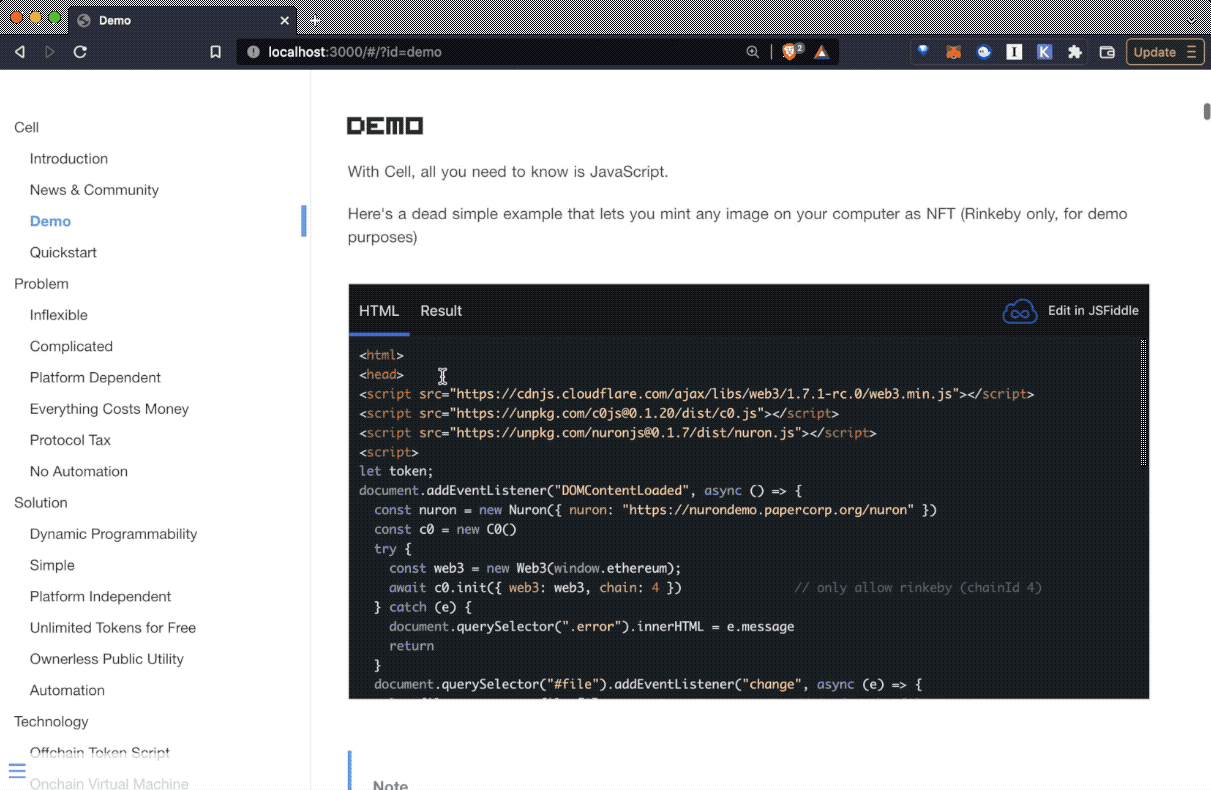 Demo
localhost:3000/#/?id=demo
2
Update
Cell
Introduction
News & Community
Demo
Quickstart
Problem
Inflexible
Complicated
Platform Dependent
Everything Costs Money
Protocol Tax
No Automation
Solution
Dynamic Programmability
Simple
Platform Independent
Unlimited Tokens for Free
Ownerless Public Utility
Automation
Technology
Offchain Token Script
Onchain Virtual Machine
DEMO
With Cell, all you need to know is JavaScript.
Here's a dead simple example that lets you mint any image on your computer as NFT (Rinkeby only, for demo
purposes)
HTML Result Edit in JSFiddle
<html>
<head>
<script src="https://cdnjs.cloudflare.com/ajax/libs/web3/1.7.1-rc.0/web3.min.js"></script>
<script src="https://unpkg.com/c0js@0.1.20/dist/c0.js"></script>
<script src="https://unpkg.com/nuronjs@0.1.7/dist/nuron.js"></script>
<script>
let token;
document.addEventListener("DOMContentLoaded", async () => {
  const nuron = new Nuron({ nuron: "https://nurondemo.papercorp.org/nuron" })
  const c0 = new C0()
  try {
    const web3 = new Web3(window.ethereum);
    await c0.init({ web3: web3, chain: 4 })               // only allow rinkeby (chainId 4)
  } catch (e) {
    document.querySelector(".error").innerHTML = e.message
    return
  }
  document.querySelector("#file").addEventListener("change", async (e) => {
Note